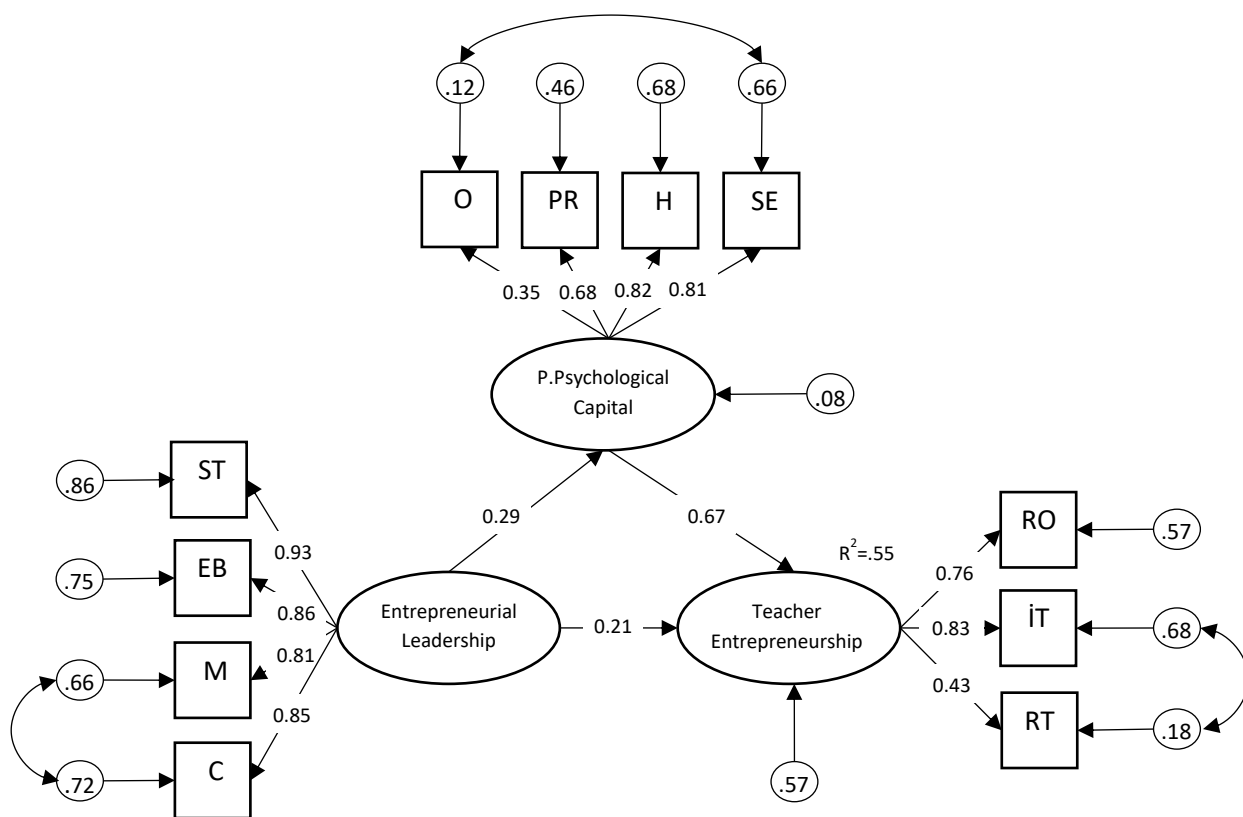 .12
.46
.68
.66
O
PR
H
SE
0.35
0.68
0.82
0.81
P.Psychological
Capital
.08
ST
.86
EB
.75
M
.66
C
.72
0.93
0.86
0.81
0.85
0.29
0.67
Entrepreneurial
Leadership
0.21
R²=.55
Teacher
Entrepreneurship
.57
0.76
0.83
0.43
RO
.57
İT
.68
RT
.18